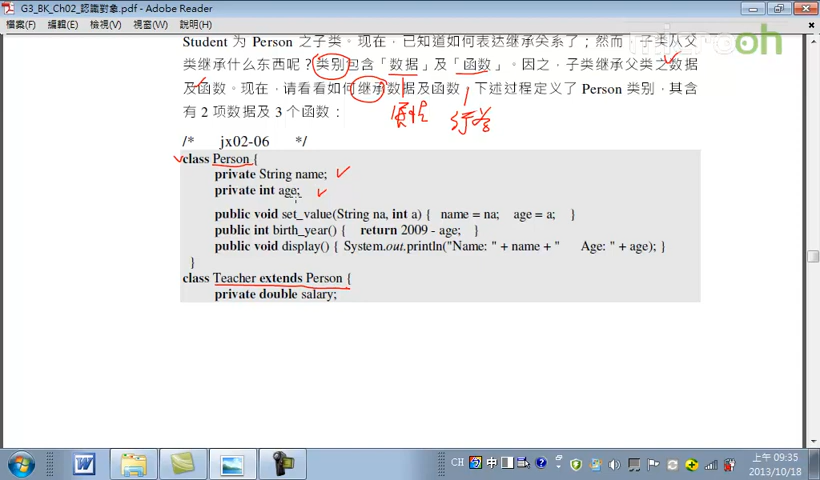 G3_BK_Ch02_認識對象.pdf - Adobe Reader
檔案(F) 編輯(E) 檢視(V) 視窗(W) 說明(H)
microoh
Student 为 Person 之子类。现在，已知道如何表达继承关系了；然而，子类从父
类继承什么东西呢？类别包含「数据」及「函数」。因之，子类继承父类之数据
及函数。现在，请看看如何继承数据及函数，下述过程定义了 Person 类别，其含
属性 行为
有 2 项数据及 3 个函数：
/* jx02-06 */
class Person {
private String name;
private int age;
public void set_value(String na, int a) { name = na; age = a; }
public int birth_year() { return 2009 - age; }
public void display() { System.out.println("Name: " + name + " Age: " + age); }
}
class Teacher extends Person {
private double salary;
CH 中
上午 09:35
2013/10/18